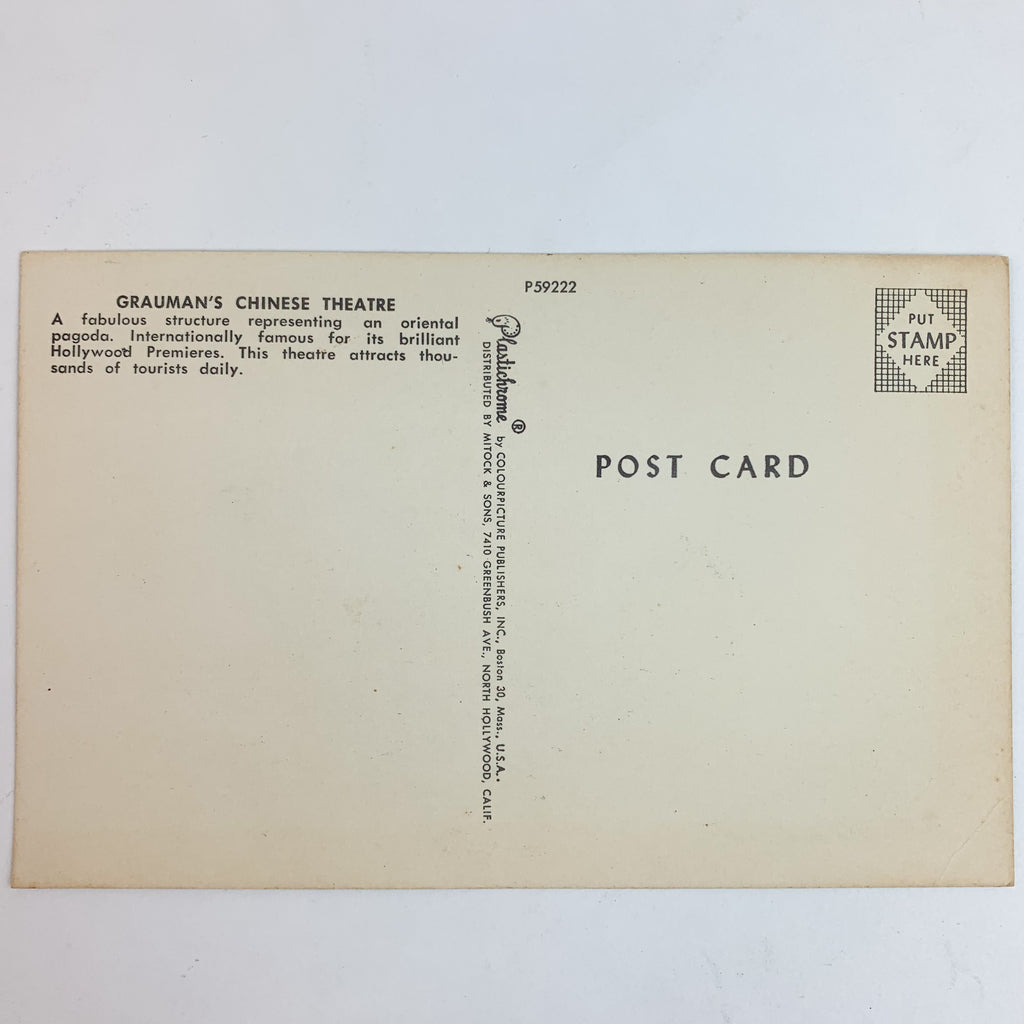 GRAUMAN'S CHINESE THEATRE
A fabulous structure representing an oriental
pagoda. Internationally famous for its brilliant
Hollywood Premieres. This theatre attracts thou-
sands of tourists daily.
P59222
Plastichrome ® by COLOURPICTURE PUBLISHERS, INC., Boston 30, Mass., U.S.A.
DISTRIBUTED BY MITOCK & SONS, 7410 GREENBUSH AVE., NORTH HOLLYWOOD, CALIF.
PUT
STAMP
HERE
POST CARD